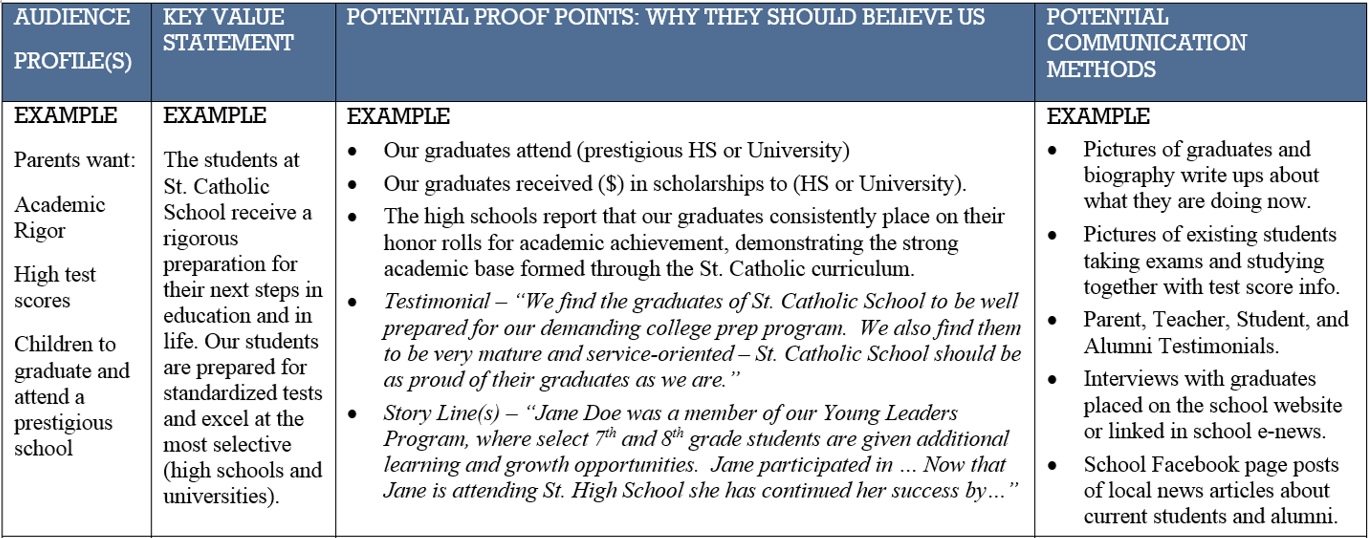 AUDIENCE
PROFILE(S)
KEY VALUE
STATEMENT
POTENTIAL PROOF POINTS: WHY THEY SHOULD BELIEVE US
POTENTIAL
COMMUNICATION
METHODS
EXAMPLE
Parents want:
Academic
Rigor
High test
scores
Children to
graduate and
attend a
prestigious
school
EXAMPLE
The students at
St. Catholic
School receive a
rigorous
preparation for
their next steps in
education and in
life. Our students
are prepared for
standardized tests
and excel at the
most selective
(high schools and
universities).
EXAMPLE
• Our graduates attend (prestigious HS or University)
• Our graduates received ($) in scholarships to (HS or University).
• The high schools report that our graduates consistently place on their
honor rolls for academic achievement, demonstrating the strong
academic base formed through the St. Catholic curriculum.
• Testimonial – “We find the graduates of St. Catholic School to be well
prepared for our demanding college prep program.  We also find them
to be very mature and service-oriented – St. Catholic School should be
as proud of their graduates as we are.”
• Story Line(s) – “Jane Doe was a member of our Young Leaders
Program, where select 7th and 8th grade students are given additional
learning and growth opportunities.  Jane participated in … Now that
Jane is attending St. High School she has continued her success by…”
EXAMPLE
• Pictures of graduates and
biography write ups about
what they are doing now.
• Pictures of existing students
taking exams and studying
together with test score info.
• Parent, Teacher, Student, and
Alumni Testimonials.
• Interviews with graduates
placed on the school website
or linked in school e-news.
• School Facebook page posts
of local news articles about
current students and alumni.